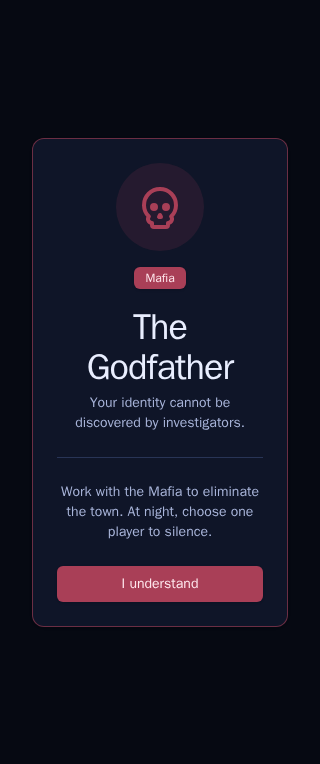 Mafia
The
Godfather
Your identity cannot be
discovered by investigators.
Work with the Mafia to eliminate
the town. At night, choose one
player to silence.
I understand